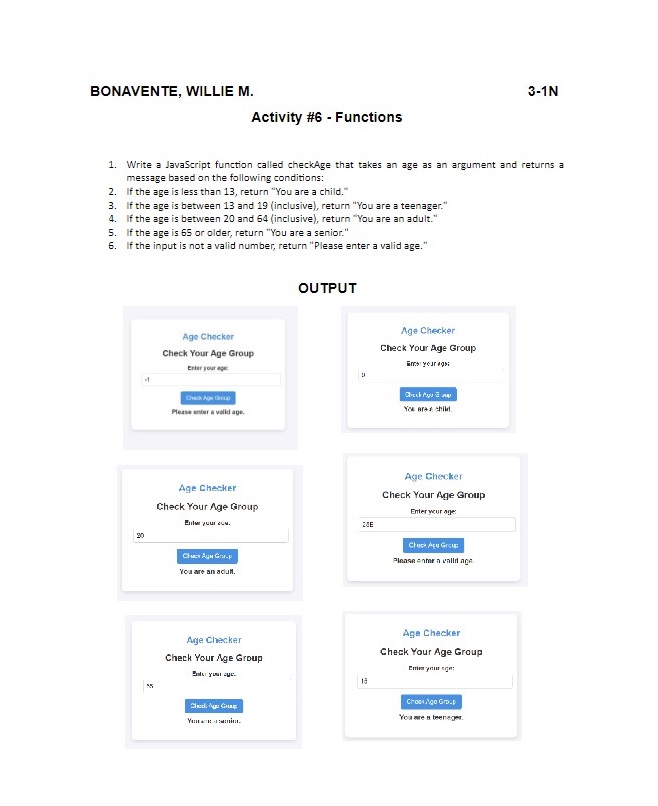 BONAVENTE, WILLIE M. 3-1N
Activity #6 - Functions
1. Write a JavaScript function called checkAge that takes an age as an argument and returns a
message based on the following conditions:
2. If the age is less than 13, return "You are a child."
3. If the age is between 13 and 19 (inclusive), return "You are a teenager."
4. If the age is between 20 and 64 (inclusive), return "You are an adult."
5. If the age is 65 or older, return "You are a senior."
6. If the input is not a valid number, return "Please enter a valid age."
OUTPUT
Age Checker
Check Your Age Group
Enter your age:
-1
Check Age Group
Please enter a valid age.
Age Checker
Check Your Age Group
Enter your age:
Check Age Group
You are a child.
Age Checker
Check Your Age Group
Enter your age:
20
Check Age Group
You are an adult.
Age Checker
Check Your Age Group
Enter your age:
Check Age Group
Please enter a valid age.
Age Checker
Check Your Age Group
Enter your age:
Check Age Group
You are a senior.
Age Checker
Check Your Age Group
Enter your age:
Check Age Group
You are a teenager.